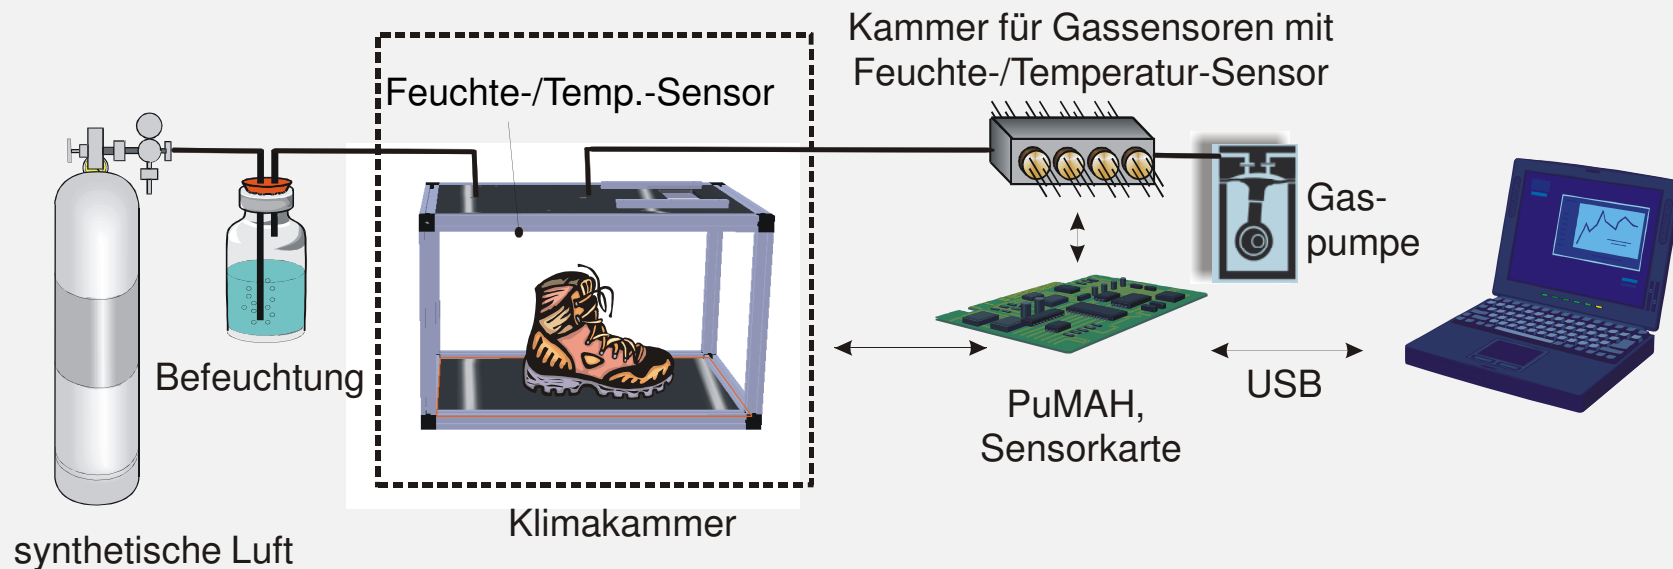 Kammer für Gassensoren mit
Feuchte-/Temperatur-Sensor
Feuchte-/Temp.-Sensor
Gas-
pumpe
Befeuchtung
USB
PuMAH,
Sensorkarte
Klimakammer
synthetische Luft